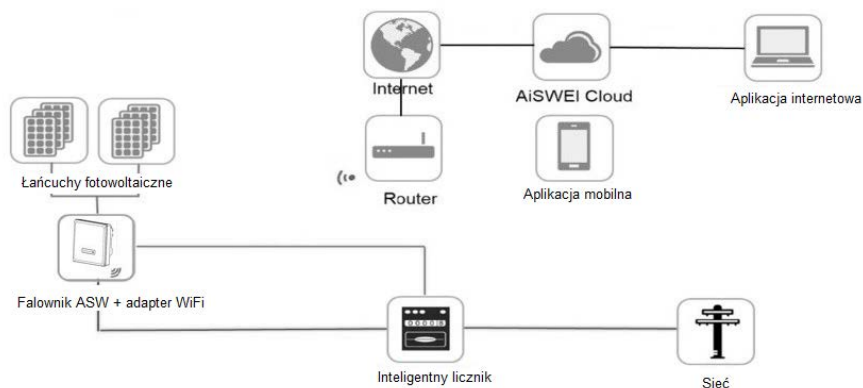 Internet
AiSWEI Cloud
Aplikacja internetowa
Łańcuchy fotowoltaiczne
Router
Aplikacja mobilna
Falownik ASW + adapter WiFi
Inteligentny licznik
Sieć